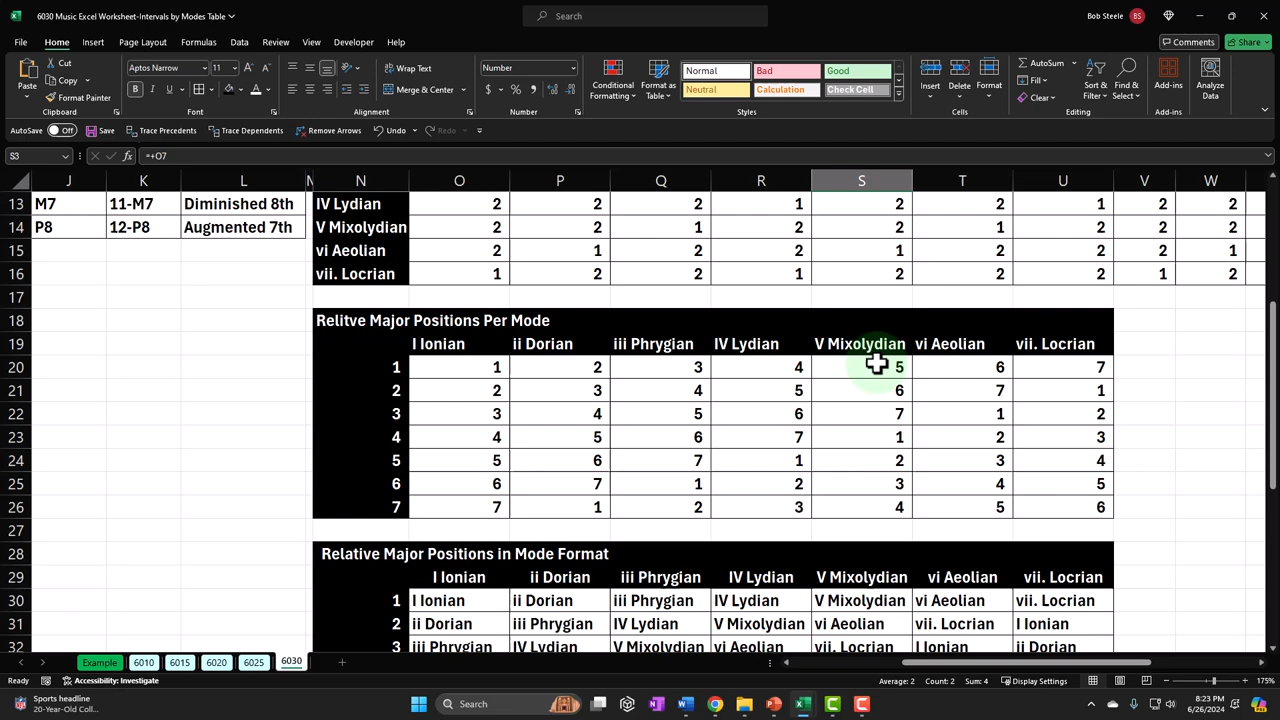 6030 Music Excel Worksheet-Intervals by Modes Table
Search
Bob Steele BS
File Home Insert Page Layout Formulas Data Review View Developer Help
Comments Share
Paste Cut Copy Format Painter
Clipboard
Aptos Narrow 11
B I U
Font
Wrap Text
Merge & Center
Alignment
Number
$ % 9
Number
Conditional Formatting Format as Table
Normal Bad Good
Neutral Calculation Check Cell
Styles
Insert Delete Format
Cells
AutoSum Fill Clear
Sort & Filter Find & Select
Editing
Add-ins
Add-ins
Analyze Data
AutoSave Off Save Trace Precedents Trace Dependents Remove Arrows Undo Redo
S3 fx =+O7
J K L M N O P Q R S T U V W
13 M7 11-M7 Diminished 8th IV Lydian 2 2 2 1 2 2 1 2 2
14 P8 12-P8 Augmented 7th V Mixolydian 2 2 1 2 2 1 2 2 2
15 vi Aeolian 2 1 2 2 1 2 2 2 1
16 vii. Locrian 1 2 2 1 2 2 2 1 2
17
18 Relitve Major Positions Per Mode
19 I Ionian ii Dorian iii Phrygian IV Lydian V Mixolydian vi Aeolian vii. Locrian
20 1 1 2 3 4 5 6 7
21 2 2 3 4 5 6 7 1
22 3 3 4 5 6 7 1 2
23 4 4 5 6 7 1 2 3
24 5 5 6 7 1 2 3 4
25 6 6 7 1 2 3 4 5
26 7 7 1 2 3 4 5 6
27
28 Relative Major Positions in Mode Format
29 I Ionian ii Dorian iii Phrygian IV Lydian V Mixolydian vi Aeolian vii. Locrian
30 1 I Ionian ii Dorian iii Phrygian IV Lydian V Mixolydian vi Aeolian vii. Locrian
31 2 ii Dorian iii Phrygian IV Lydian V Mixolydian vi Aeolian vii. Locrian I Ionian
32 3 iii Phrygian IV Lydian V Mixolydian vi Aeolian vii. Locrian I Ionian ii Dorian
Example 6010 6015 6020 6025 6030
Ready Accessibility: Investigate Average: 2 Count: 2 Sum: 4 Display Settings 175%
Sports headline
20-Year-Old Coll...
Search
8:23 PM
6/26/2024